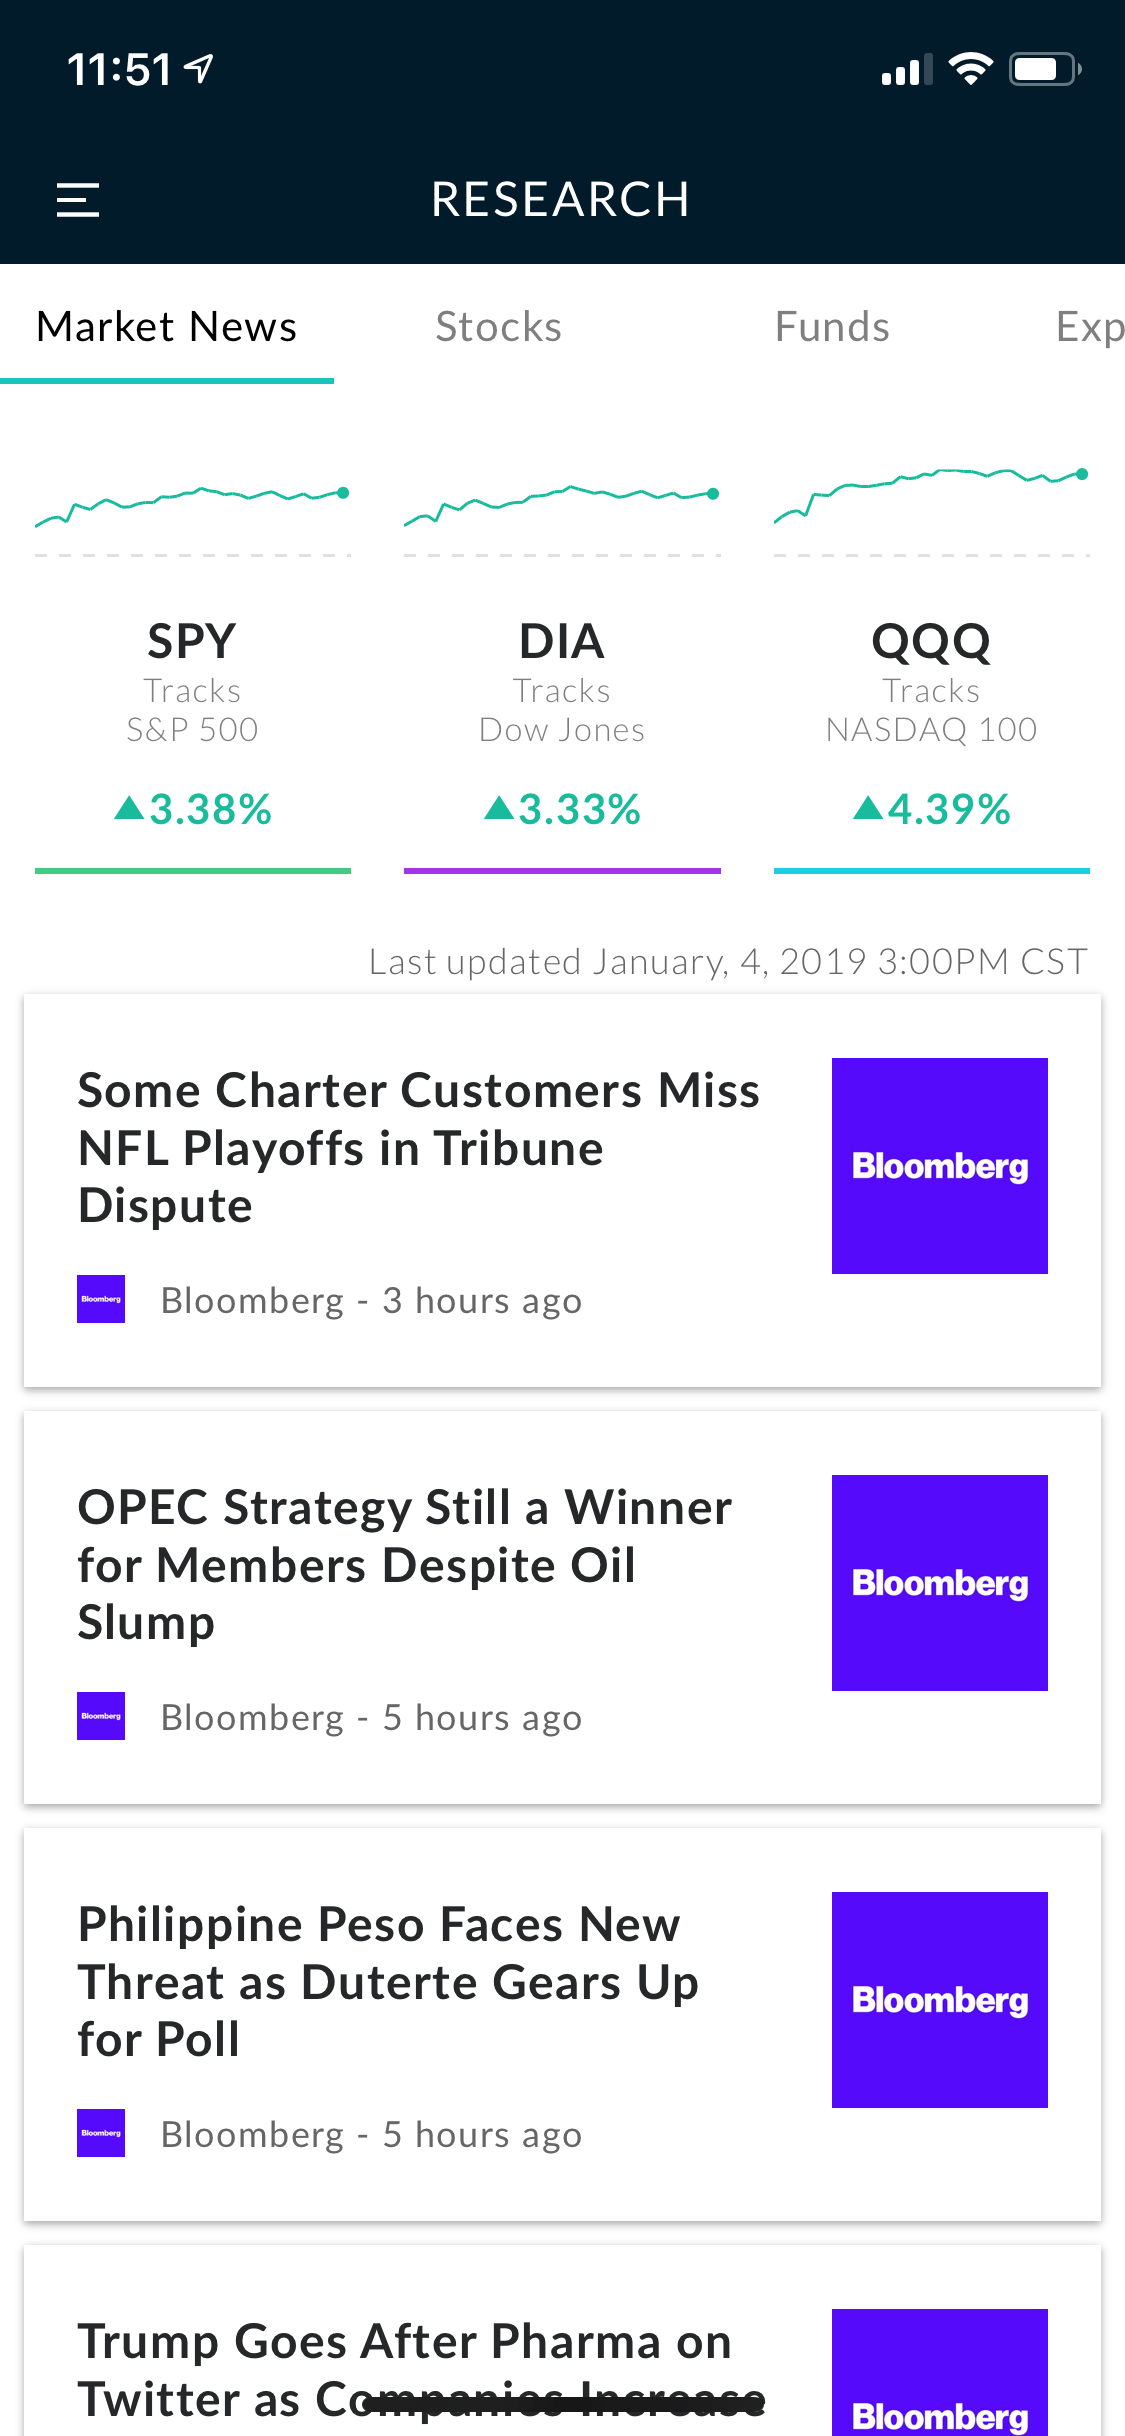 11:51
RESEARCH
Market News Stocks Funds Exp
SPY DIA QQQ
Tracks Tracks Tracks
S&P 500 Dow Jones NASDAQ 100
▲3.38% ▲3.33% ▲4.39%
Last updated January, 4, 2019 3:00PM CST
Some Charter Customers Miss
NFL Playoffs in Tribune
Dispute
Bloomberg
Bloomberg
Bloomberg - 3 hours ago
OPEC Strategy Still a Winner
for Members Despite Oil
Slump
Bloomberg
Bloomberg
Bloomberg - 5 hours ago
Philippine Peso Faces New
Threat as Duterte Gears Up
for Poll
Bloomberg
Bloomberg
Bloomberg - 5 hours ago
Trump Goes After Pharma on
Twitter as Companies Increase
Bloomberg